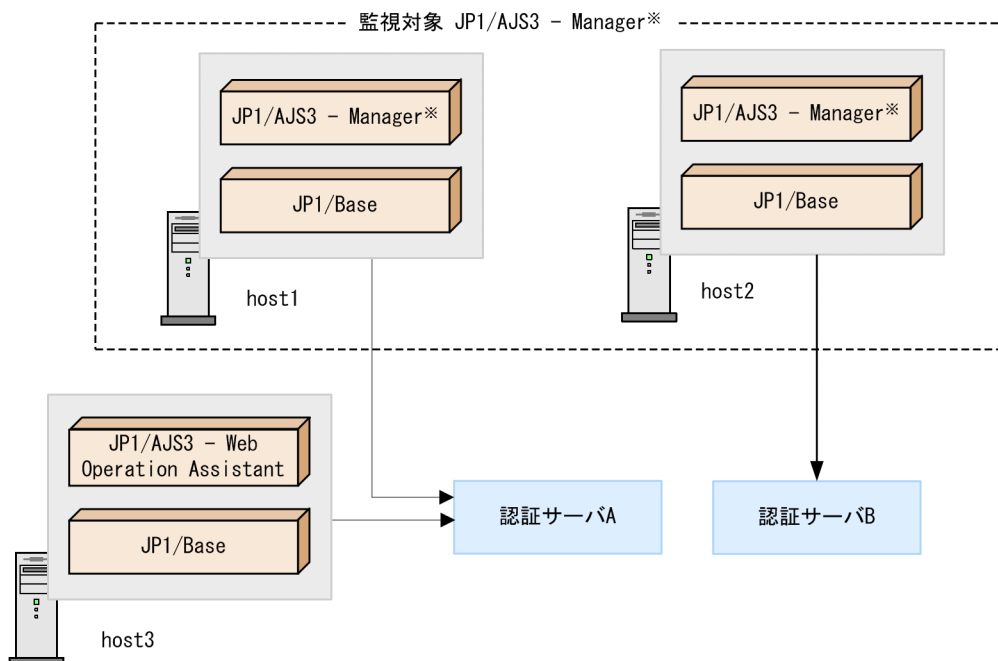 監視対象 JP1/AJS3 - Manager※
JP1/AJS3 - Manager※
JP1/Base
host1
JP1/AJS3 - Manager※
JP1/Base
host2
JP1/AJS3 - Web
Operation Assistant
JP1/Base
host3
認証サーバA
認証サーバB